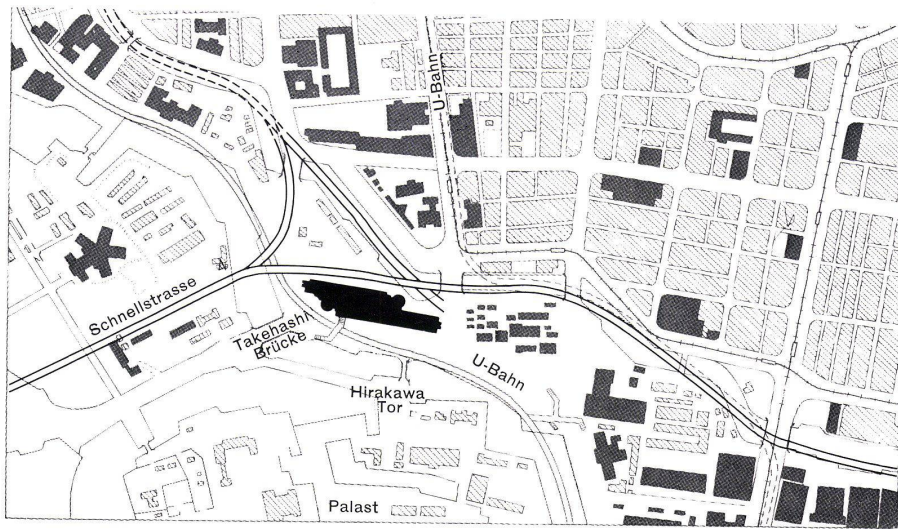 U-Bahn
Schnellstrasse
Takehashi
Brücke
U-Bahn
Hirakawa
Tor
Palast